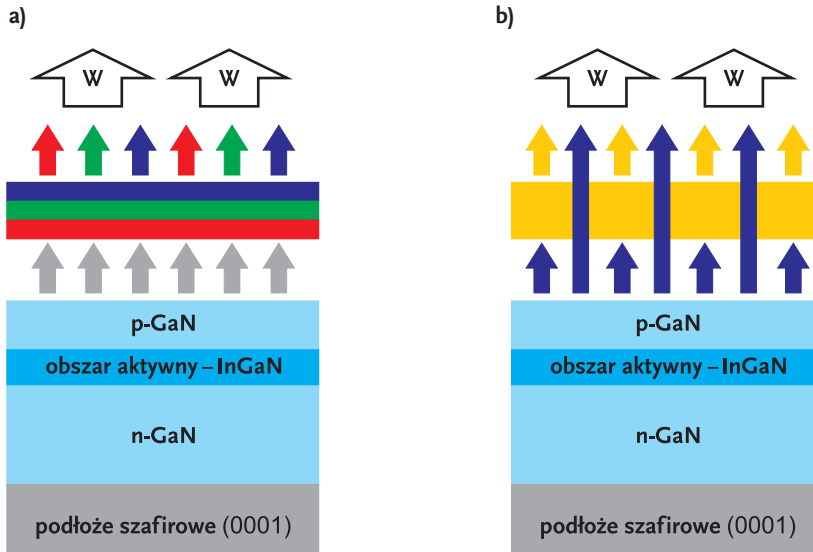 a)
W W
p-GaN
obszar aktywny – InGaN
n-GaN
podłoże szafirowe (0001)
b)
W W
p-GaN
obszar aktywny – InGaN
n-GaN
podłoże szafirowe (0001)